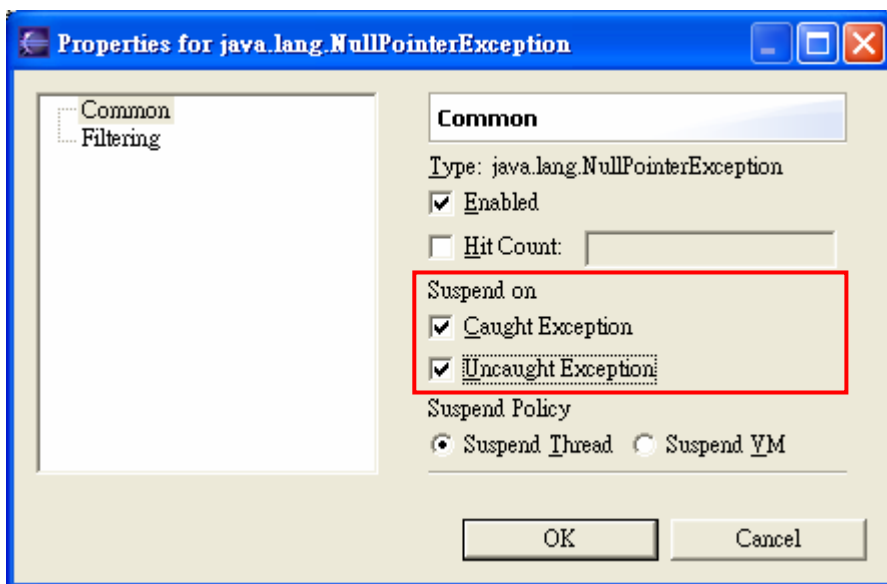 Properties for java.lang.NullPointerException
Common
Filtering
Common
Type: java.lang.NullPointerException
Enabled
Hit Count:
Suspend on
Caught Exception
Uncaught Exception
Suspend Policy
Suspend Thread Suspend VM
OK Cancel